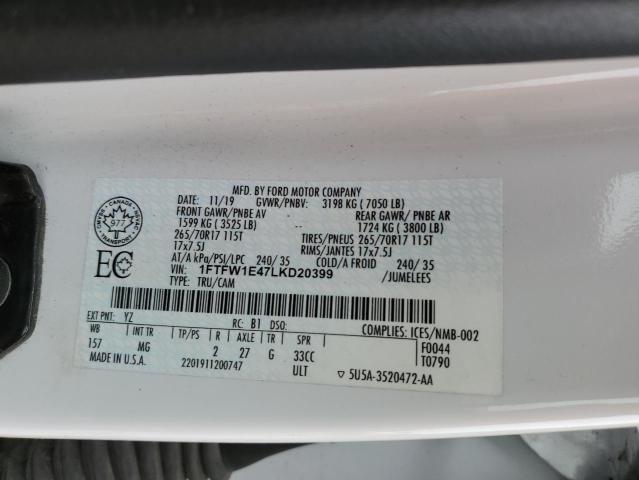 MFD. BY FORD MOTOR COMPANY
DATE: 11/19 GVWR/PNBV: 3198 KG ( 7050 LB)
FRONT GAWR/PNBE AV REAR GAWR/ PNBE AR
1599 KG ( 3525 LB) 1724 KG ( 3800 LB)
265/70R17 115T TIRES/PNEUS 265/70R17 115T
17x7.5J RIMS/JANTES 17x7.5J
AT/A kPa/PSI/LPC 240/ 35 COLD/A FROID 240/ 35
VIN: 1FTFW1E47LKD20399 /JUMELEES
TYPE: TRU/CAM
CANADA
977
TRANSPORT
EC
EXT PNT: YZ RC: B1 DSO: COMPLIES: ICES/NMB-002
WB INT TR TP/PS R AXLE TR SPR F0044
157 MG 2 27 G 33CC T0790
MADE IN U.S.A. 2201911200747 ULT ▽ 5U5A-3520472-AA